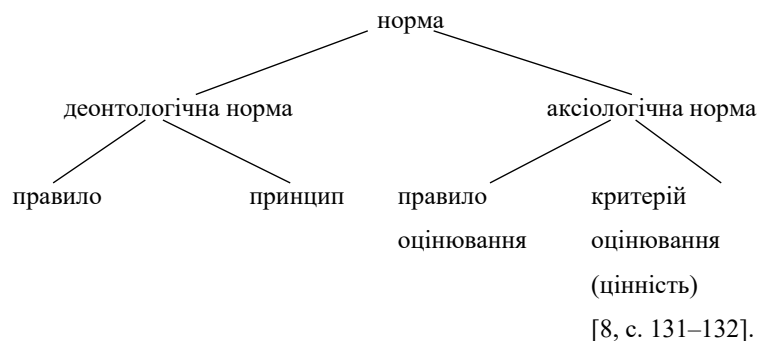 норма
деонтологічна норма
аксіологічна норма
правило
принцип
правило
оцінювання
критерій
оцінювання
(цінність)
[8, с. 131–132].